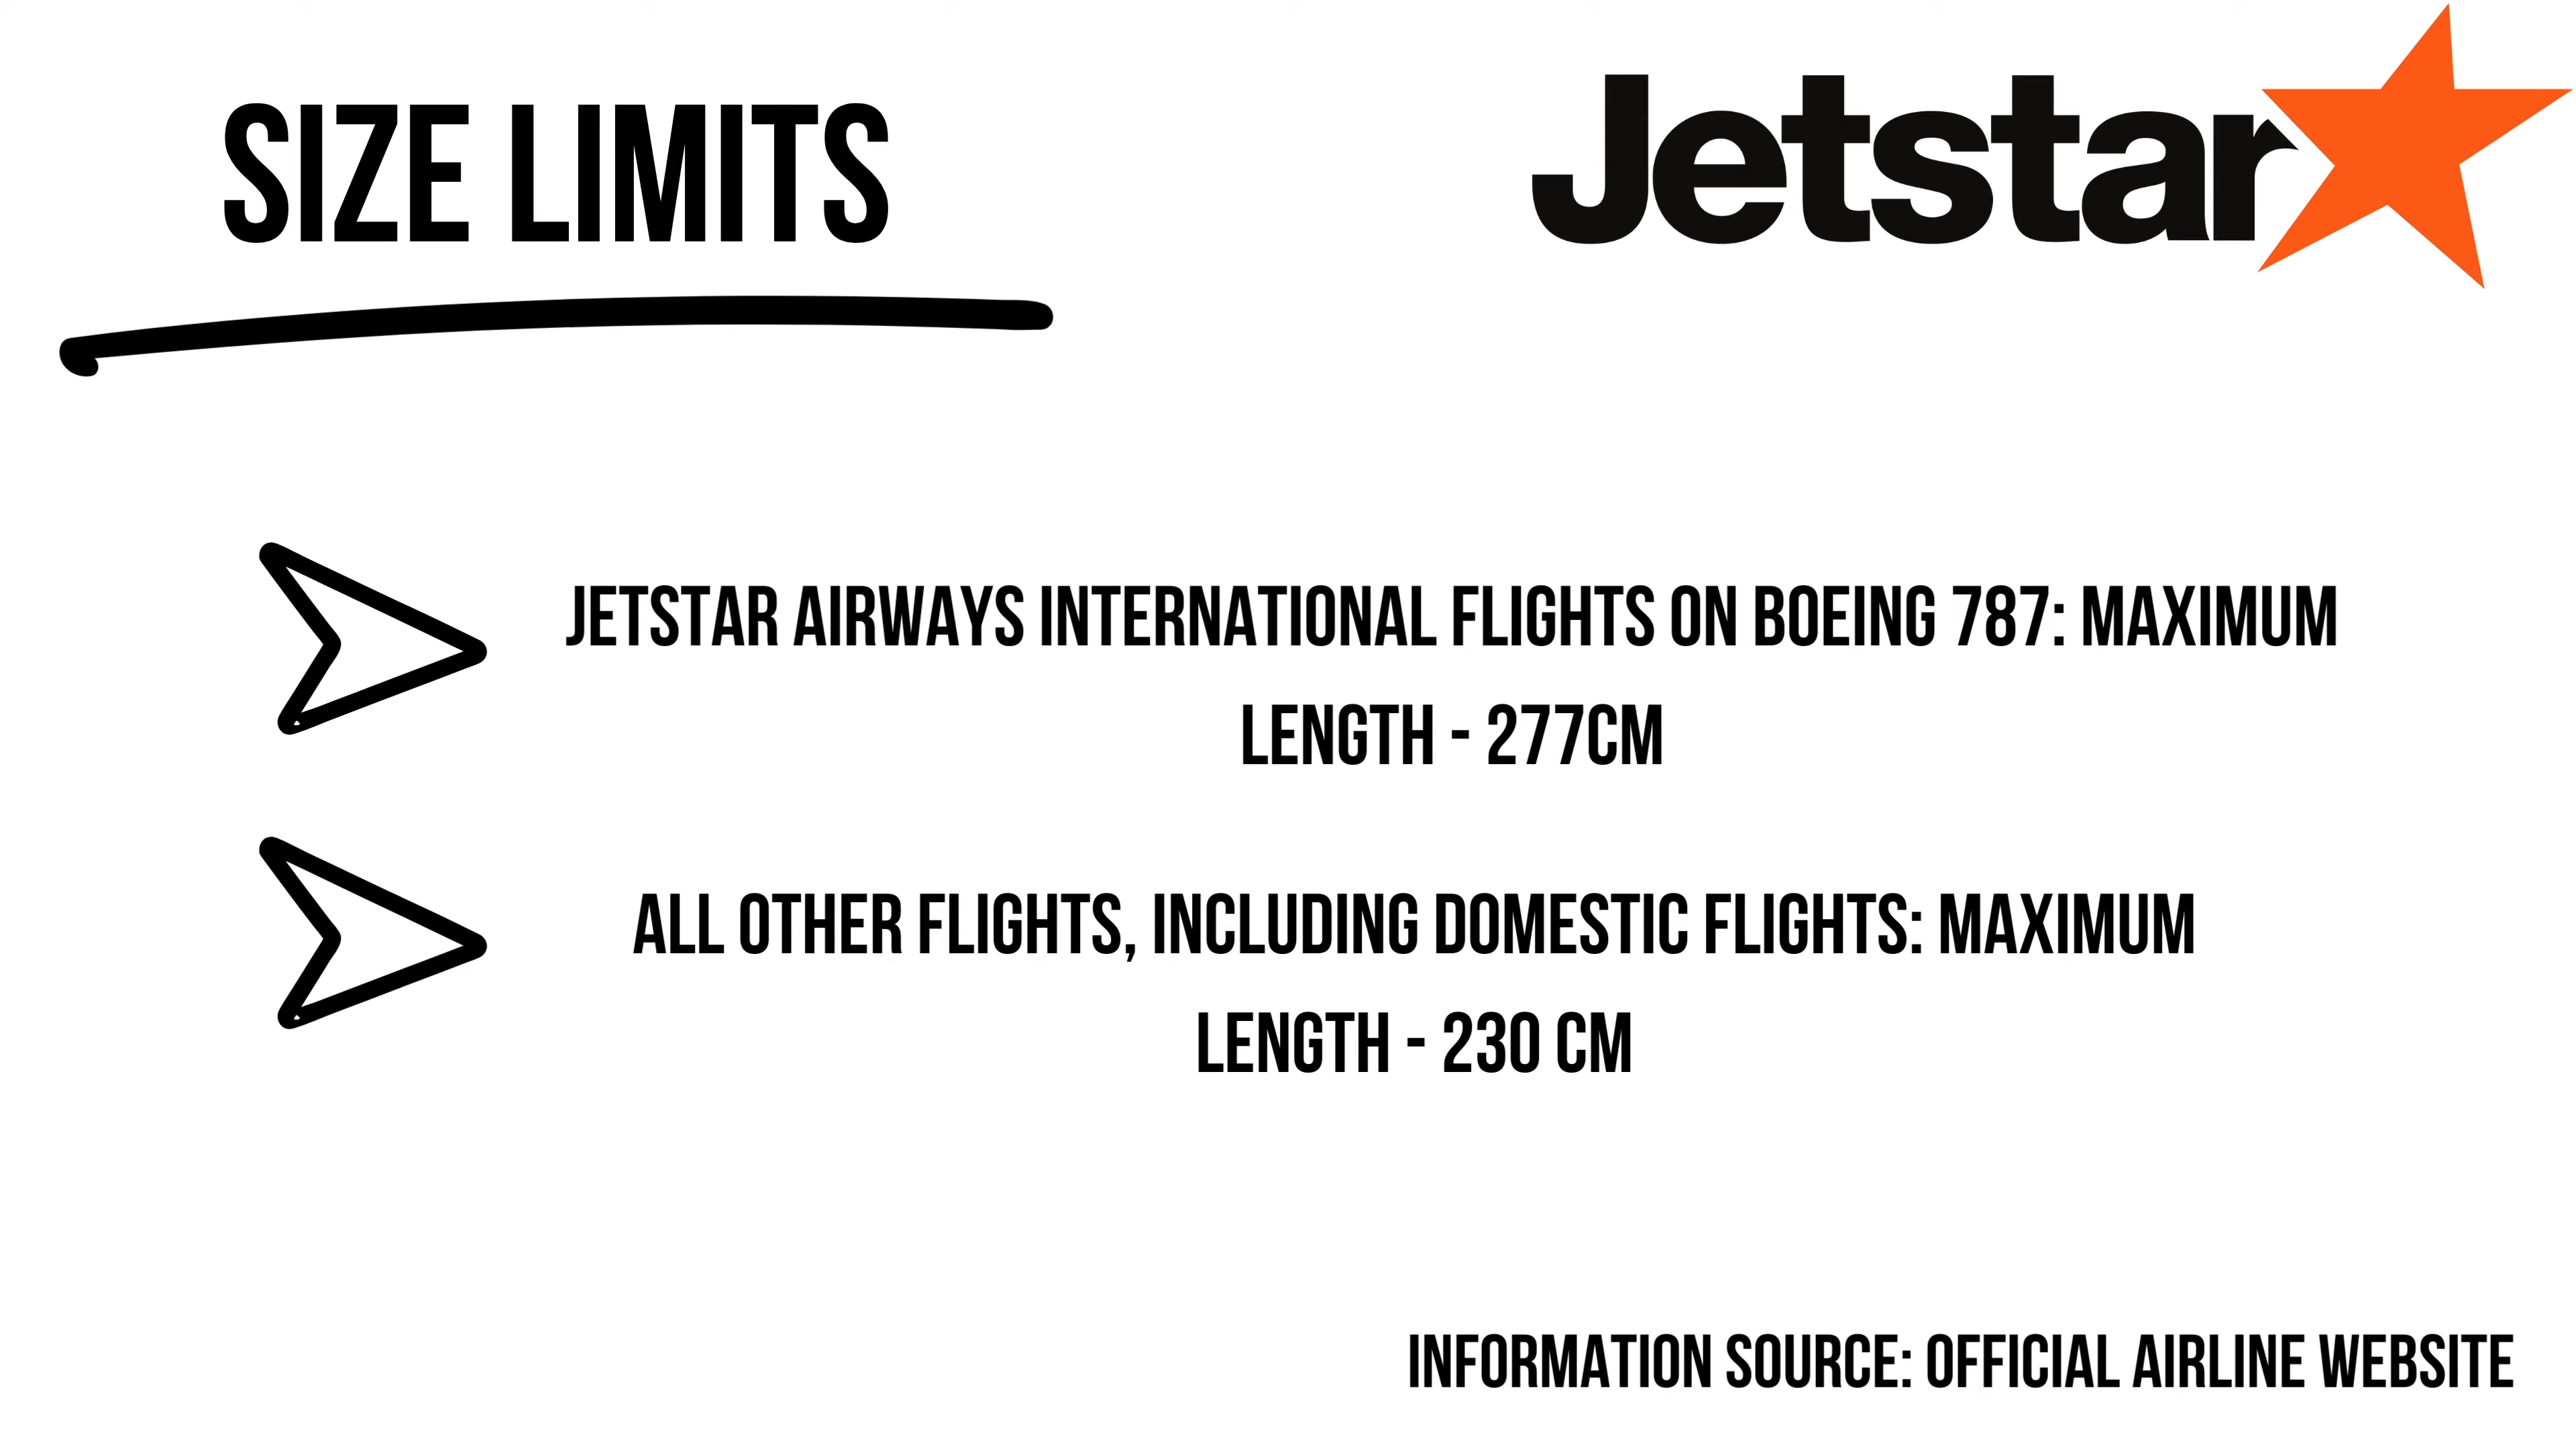 SIZE LIMITS
Jetstar
JETSTAR AIRWAYS INTERNATIONAL FLIGHTS ON BOEING 787: MAXIMUM
LENGTH - 277CM
ALL OTHER FLIGHTS, INCLUDING DOMESTIC FLIGHTS: MAXIMUM
LENGTH - 230 CM
INFORMATION SOURCE: OFFICIAL AIRLINE WEBSITE